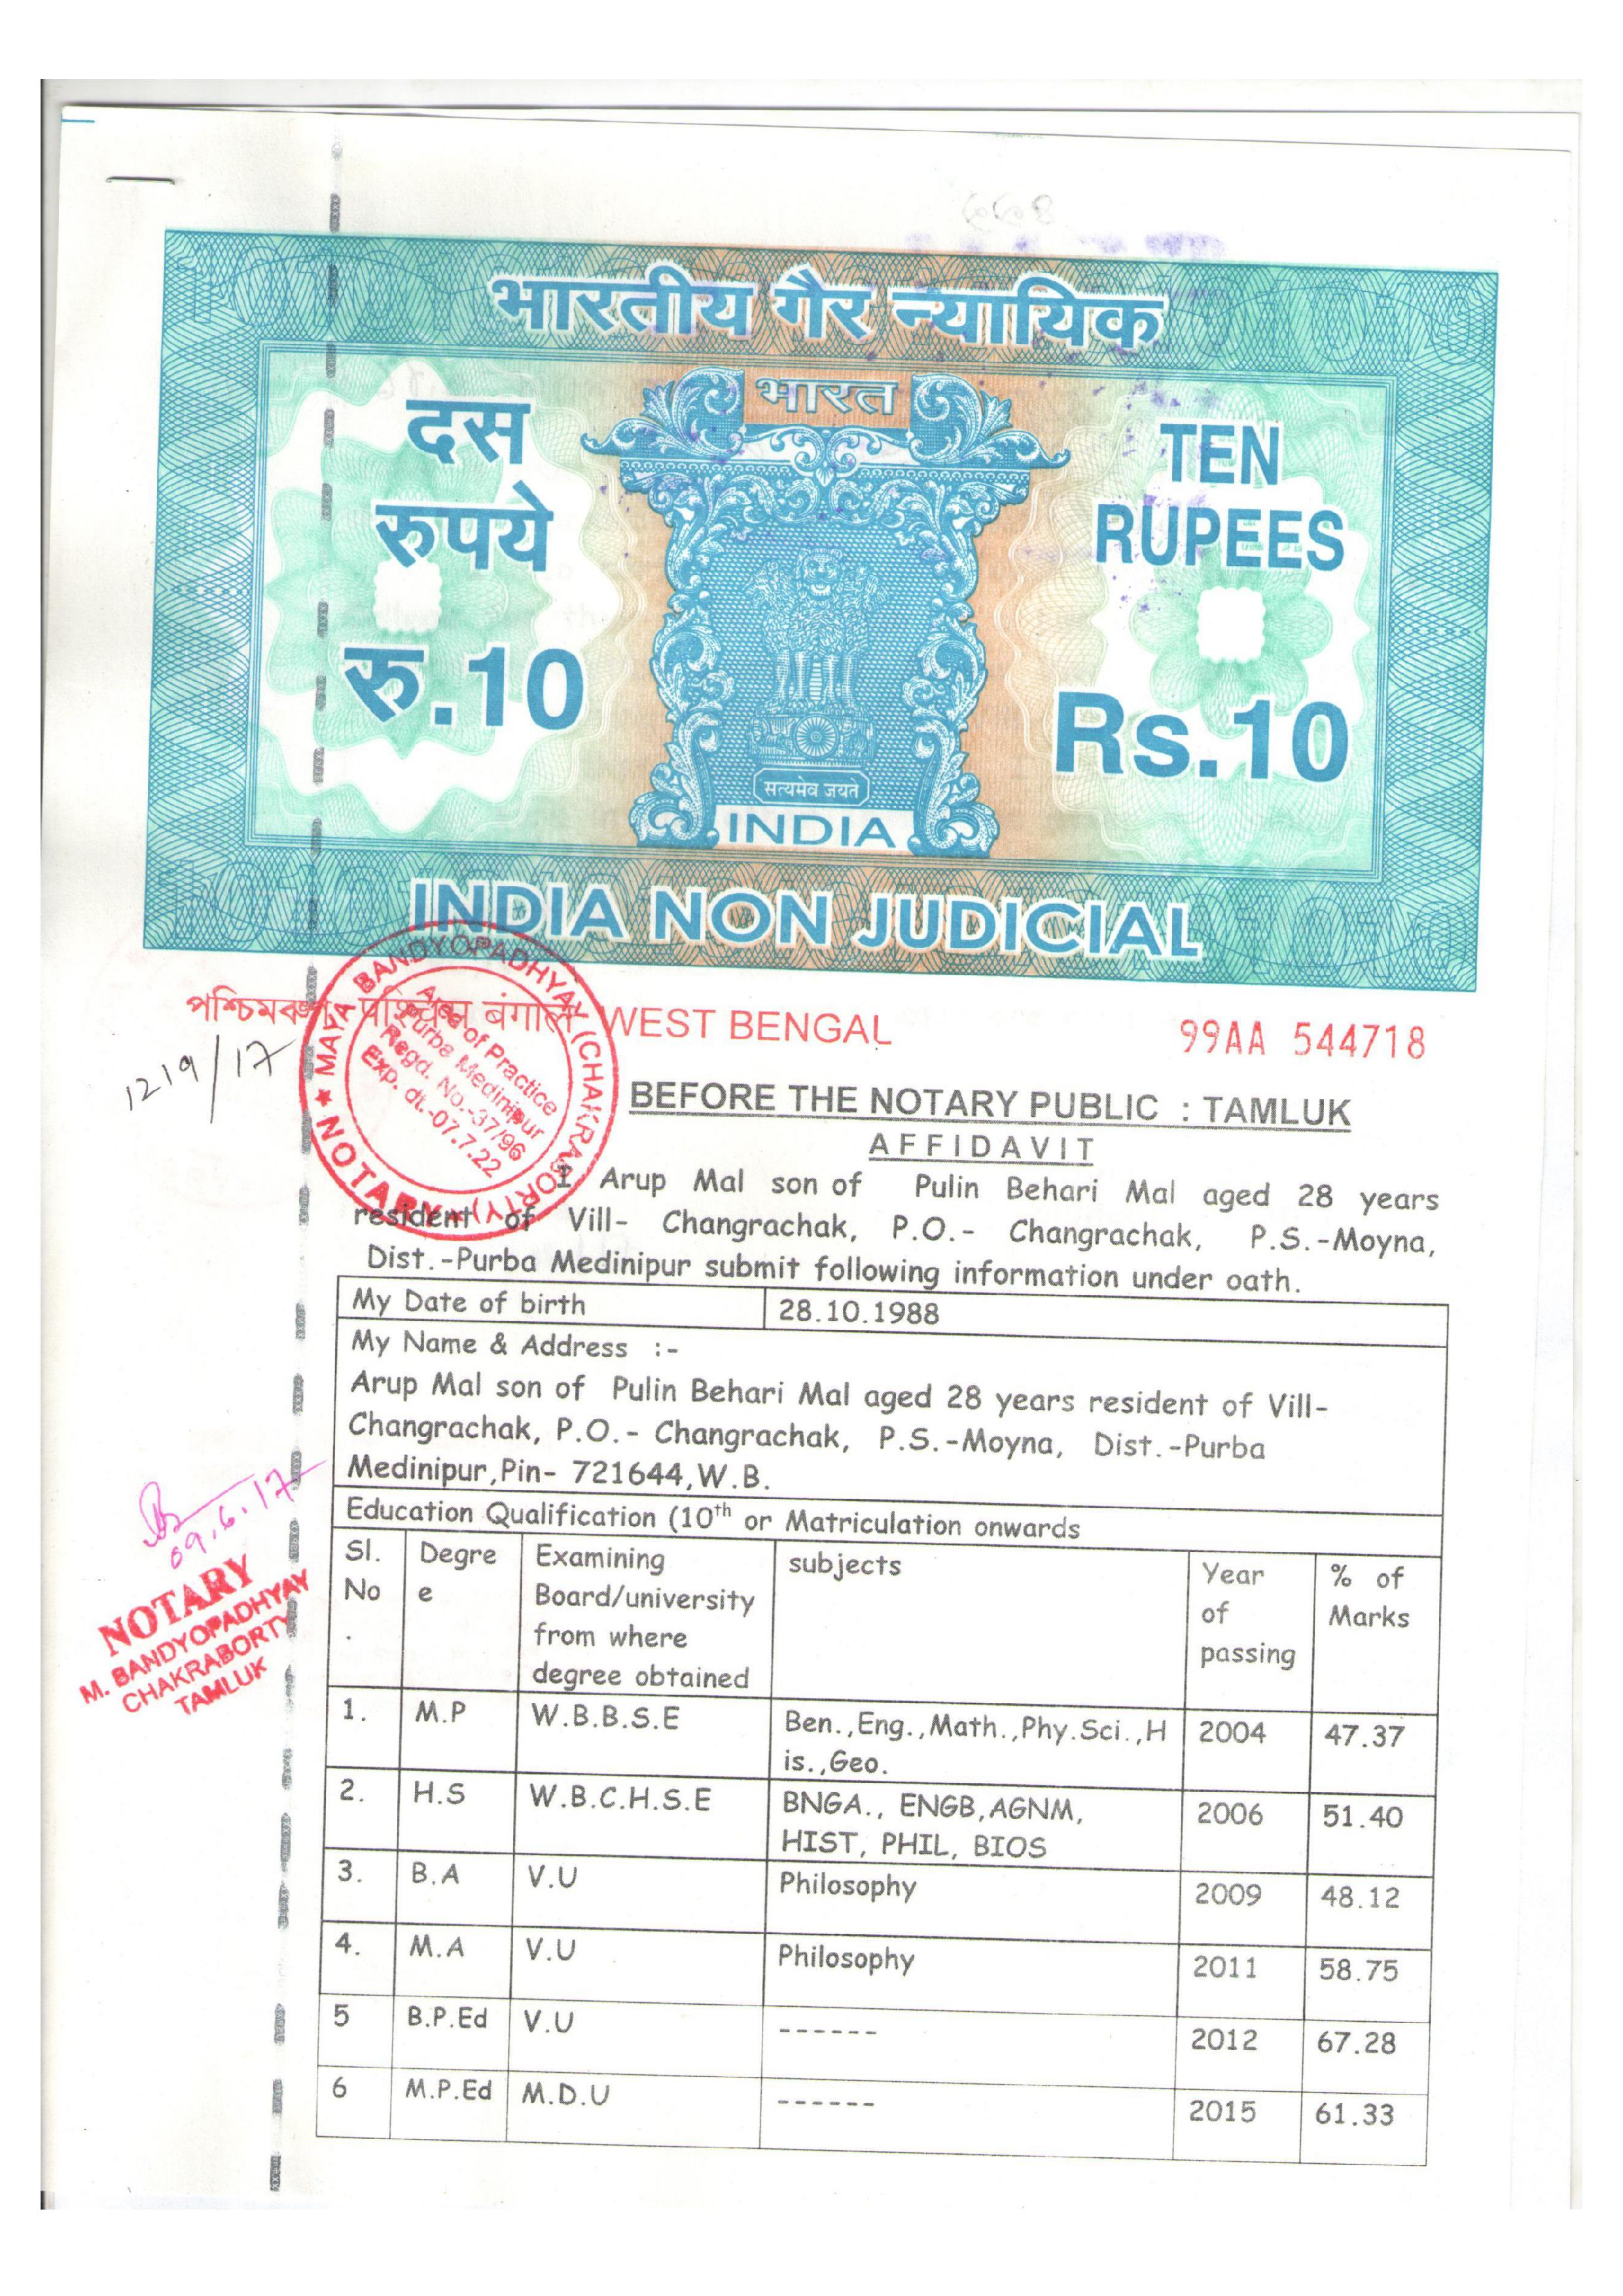 भारतीय गैर न्यायिक
भारत
दस
रुपये
रु.10
TEN
RUPEES
Rs.10
सत्यमेव जयते
INDIA
INDIA NON JUDICIAL
পশ্চিমবঙ্গ पश्चिम बंगाल WEST BENGAL
99AA 544718
1219/17
★ MAYA BANDYOPADHYAY (CHAKRABORTY) ★ NOTARY
Area of Practice
Purba Medinipur
Regd. No.-37/96
Exp. dt.-07.7.22
BEFORE THE NOTARY PUBLIC : TAMLUK
AFFIDAVIT
I Arup Mal son of Pulin Behari Mal aged 28 years
resident of Vill- Changrachak, P.O.- Changrachak, P.S.-Moyna,
Dist.-Purba Medinipur submit following information under oath.
My Date of birth 28.10.1988
My Name & Address :-
Arup Mal son of Pulin Behari Mal aged 28 years resident of Vill-
Changrachak, P.O.- Changrachak, P.S.-Moyna, Dist.-Purba
Medinipur,Pin- 721644,W.B.
Education Qualification (10th or Matriculation onwards
Sl. Degre Examining subjects Year % of
No e Board/university of Marks
. from where passing
degree obtained
1. M.P W.B.B.S.E Ben.,Eng.,Math.,Phy.Sci.,H 2004 47.37
is.,Geo.
2. H.S W.B.C.H.S.E BNGA., ENGB,AGNM, 2006 51.40
HIST, PHIL, BIOS
3. B.A V.U Philosophy 2009 48.12
4. M.A V.U Philosophy 2011 58.75
5 B.P.Ed V.U ------ 2012 67.28
6 M.P.Ed M.D.U ------ 2015 61.33
09.6.17
NOTARY
M. BANDYOPADHYAY
CHAKRABORTY
TAMLUK